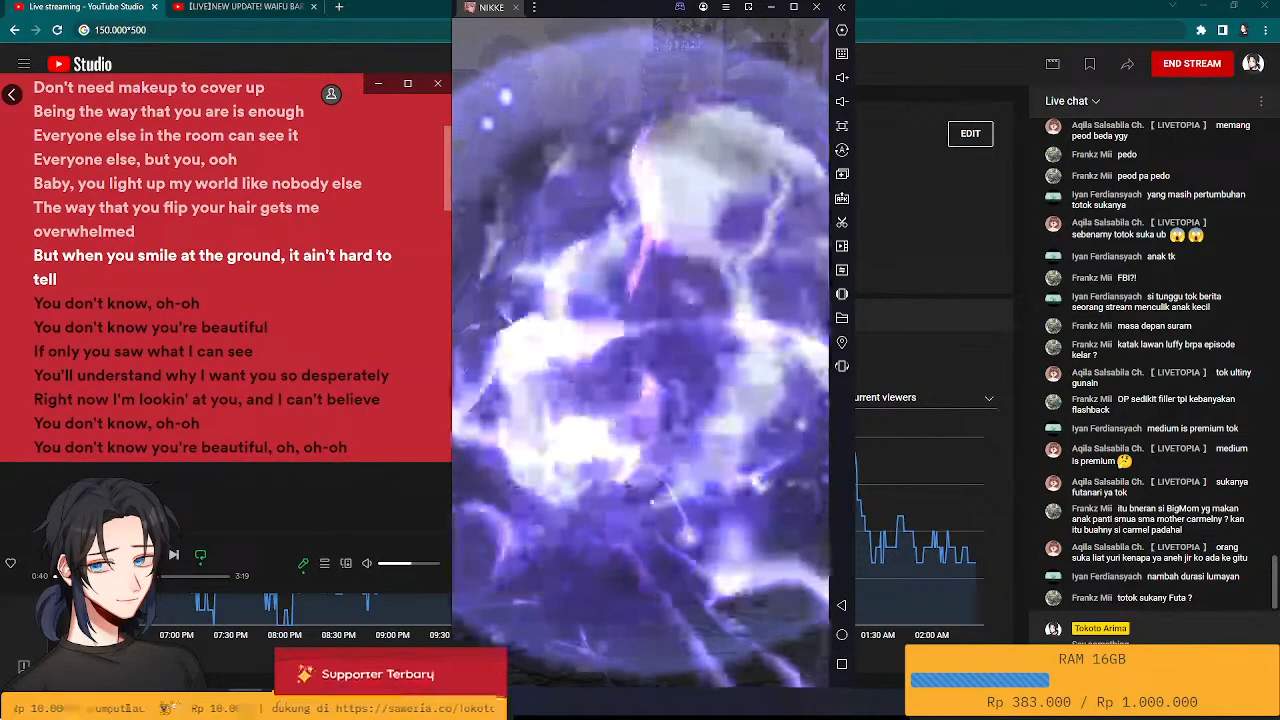 Live streaming - YouTube Studio
[LIVE]NEW UPDATE! WAIFU BAR
NIKKE
150.000*500
Studio
END STREAM
Don't need makeup to cover up
Being the way that you are is enough
Everyone else in the room can see it
Everyone else, but you, ooh
Baby, you light up my world like nobody else
The way that you flip your hair gets me
overwhelmed
But when you smile at the ground, it ain't hard to
tell
You don't know, oh-oh
You don't know you're beautiful
If only you saw what I can see
You'll understand why I want you so desperately
Right now I'm lookin' at you, and I can't believe
You don't know, oh-oh
You don't know you're beautiful, oh, oh-oh
0:40
3:19
07:00 PM
07:30 PM
08:00 PM
09:00 PM
09:30
EDIT
urrent viewers
01:30 AM
02:00 AM
Live chat
Aqila Salsabila Ch.【 LIVETOPIA 】 memang
peod beda ygy
Frankz Mii pedo
Frankz Mii peod pa pedo
Iyan Ferdiansyach yang masih pertumbuhan
totok sukanya
Aqila Salsabila Ch.【 LIVETOPIA 】
sebenarny totok suka ub 😱 😱
Iyan Ferdiansyach anak tk
Frankz Mii FBI?!
Iyan Ferdiansyach si tunggu tok berita
seorang stream menculik anak kecil
Frankz Mii masa depan suram
Frankz Mii katak lawan luffy brpa episode
kelar ?
Aqila Salsabila Ch.【 LIVETOPIA 】 tok ultiny
gunain
Frankz Mii OP sedikit filler tpi kebanyakan
flashback
Iyan Ferdiansyach medium is premium tok
Aqila Salsabila Ch.【 LIVETOPIA 】 medium
is premium 🤔
Aqila Salsabila Ch.【 LIVETOPIA 】 sukanya
futanari ya tok
Frankz Mii itu bneran si BigMom yg makan
anak panti smua sma mother carmelny ? kan
itu buahny si carmel padahal
Aqila Salsabila Ch.【 LIVETOPIA 】 orang
suka liat yuri kenapa ya aneh jir ko ada ke gitu
Iyan Ferdiansyach nambah durasi lumayan
Frankz Mii totok sukany Futa ?
Tokoto Arima
Supporter Terbaru
Rp 10.00
Rp 10.00
| dukung di https://saweria.co/Tokoto
RAM 16GB
Rp 383.000 / Rp 1.000.000